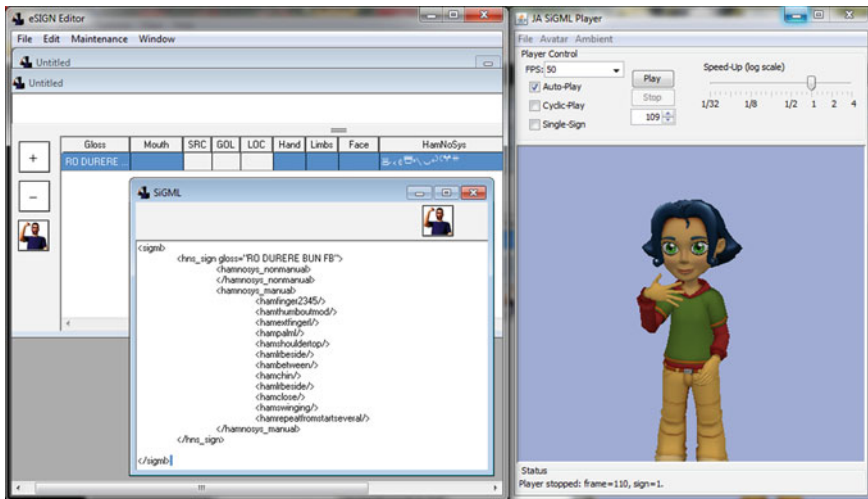 eSIGN Editor
File Edit Maintenance Window
Untitled
Untitled
Gloss Mouth SRC GOL LOC Hand Limbs Face HamNoSys
RO DURERE ...
SiGML
<sigml>
<hns_sign gloss="RO DURERE BUN FB">
<hamnosys_nonmanual>
</hamnosys_nonmanual>
<hamnosys_manual>
<hamfinger2345/>
<hamthumboutmod/>
<hamextfingerl/>
<hampalml/>
<hamshouldertop/>
<hamlrbeside/>
<hambetween/>
<hamchin/>
<hamlrbeside/>
<hamclose/>
<hamswinging/>
<hamrepeatfromstartseveral/>
</hamnosys_manual>
</hns_sign>
</sigml>
JA SiGML Player
File Avatar Ambient
Player Control
FPS: 50
Play
Speed-Up (log scale)
Auto-Play
Stop
Cyclic-Play
1/32 1/8 1/2 1 2 4
109
Single-Sign
Status
Player stopped: frame=110, sign=1.